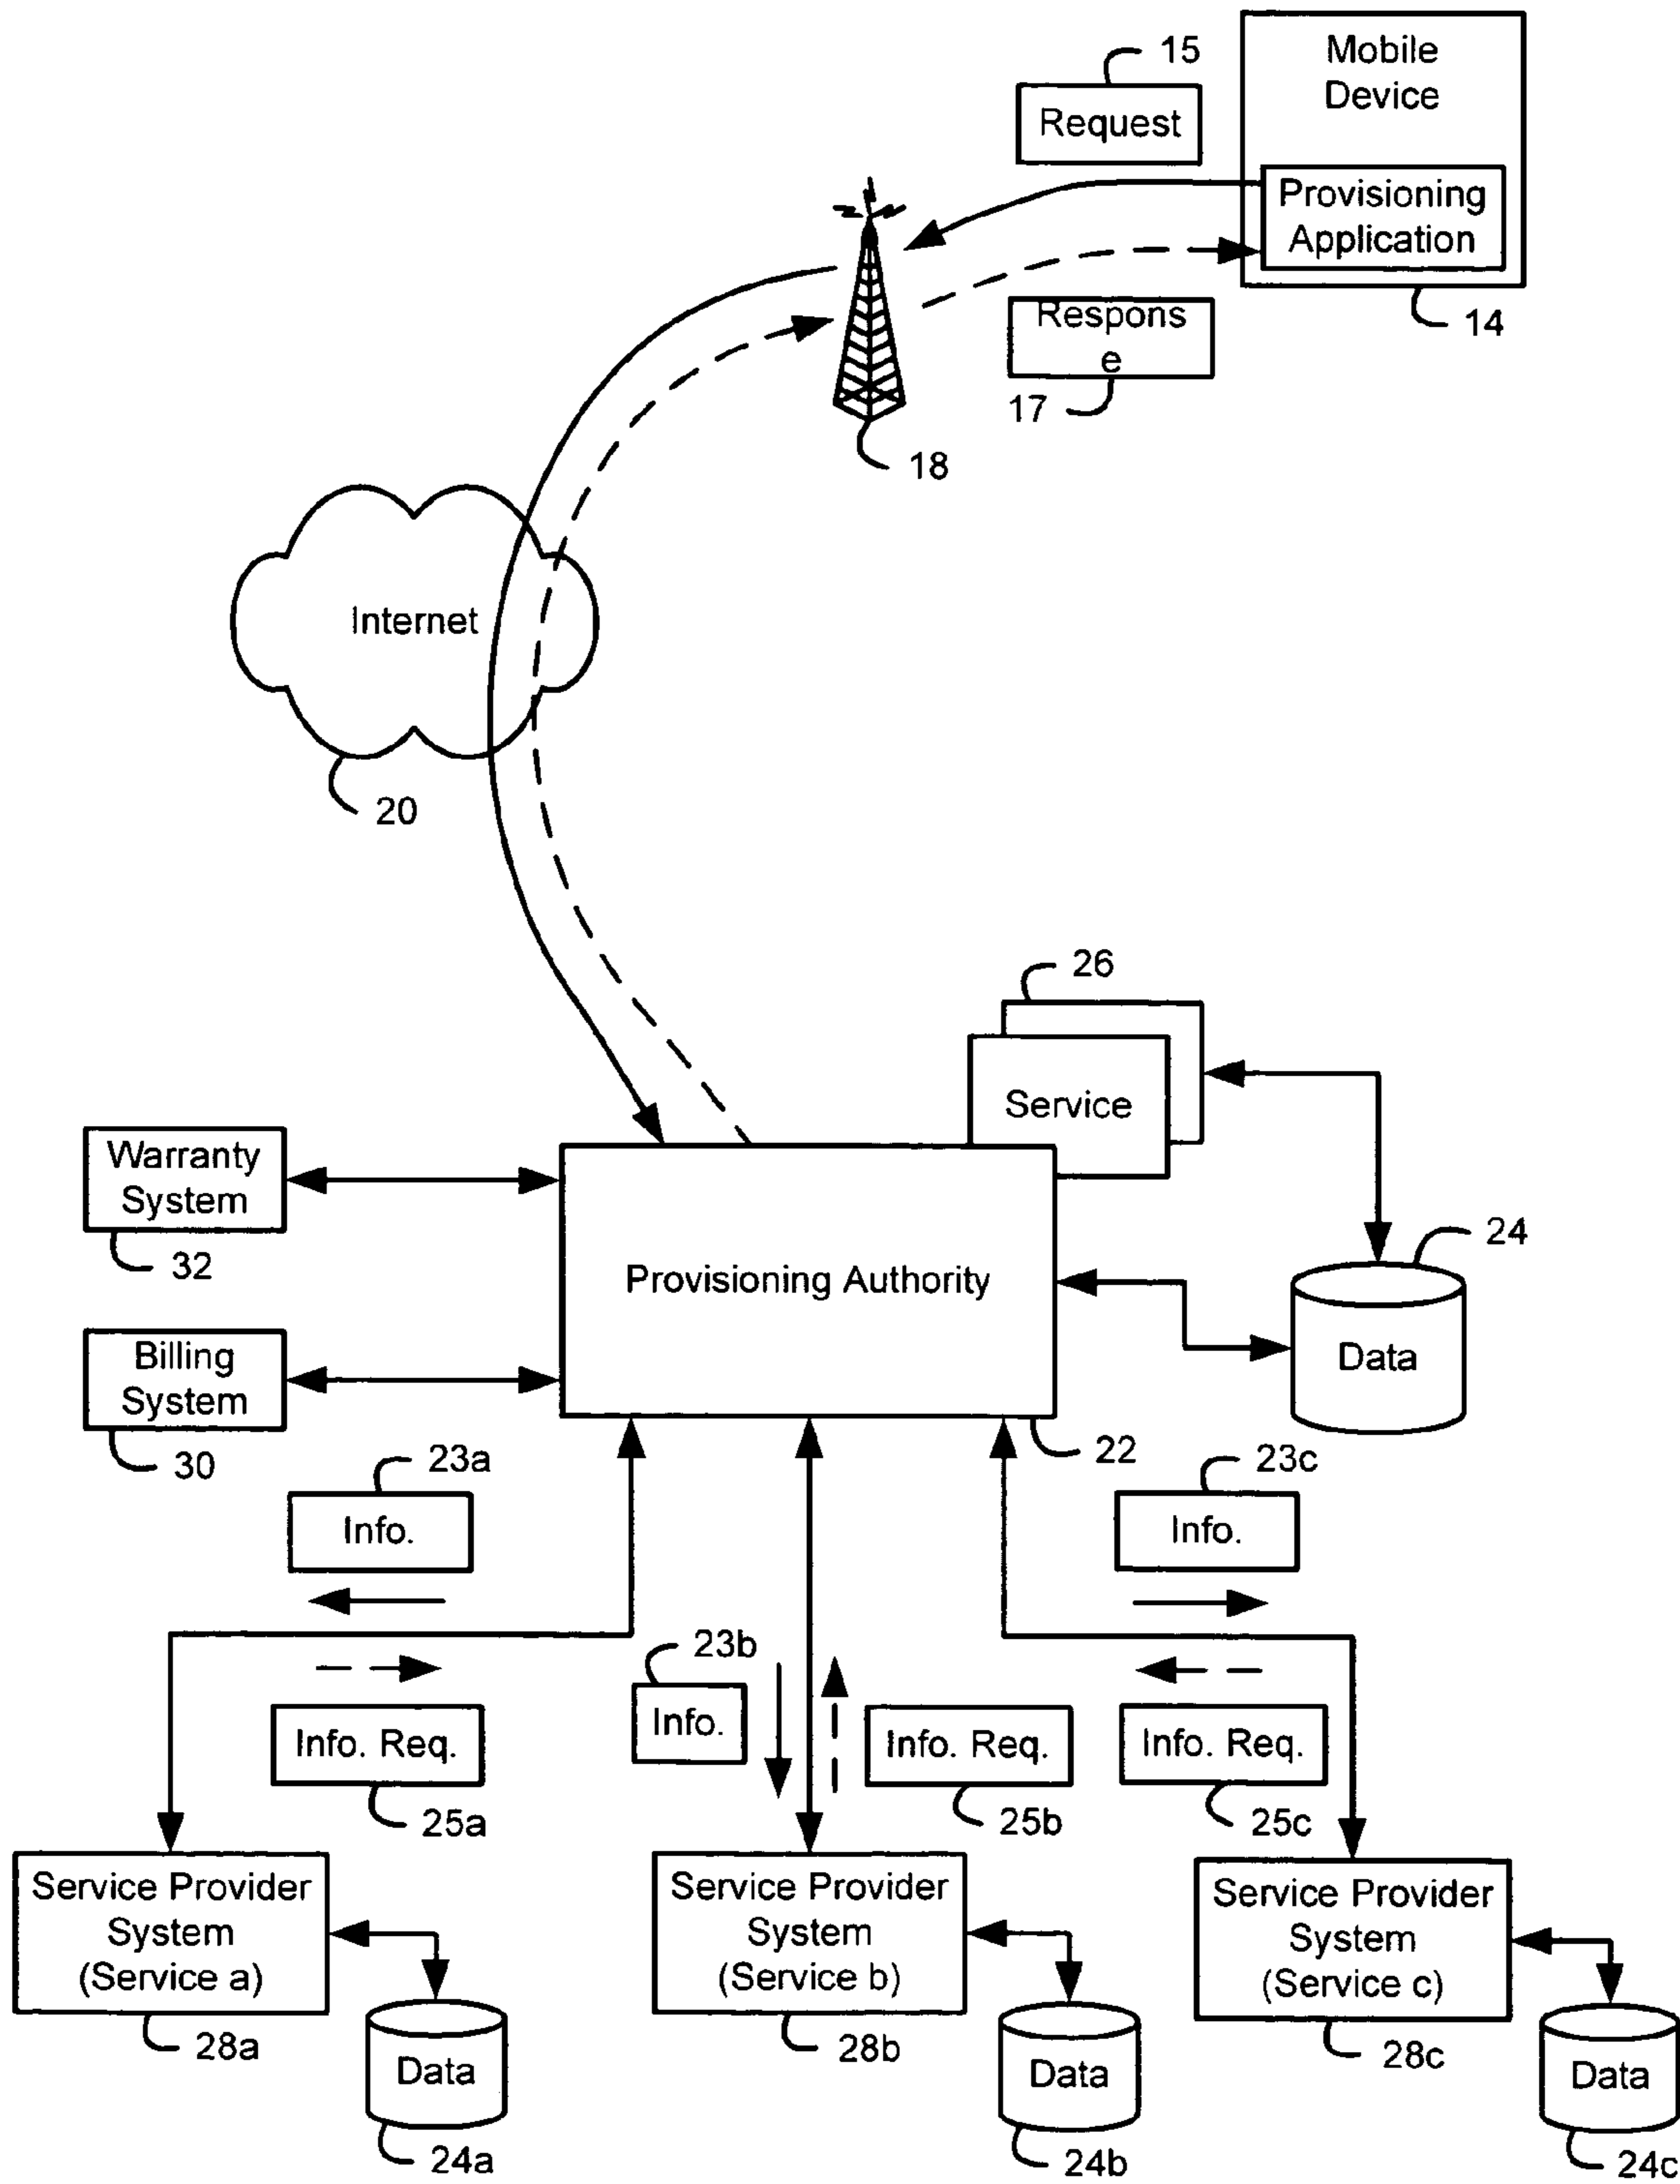 15
Mobile
Device
Request
Provisioning
Application
14
Respons
e
17
18
Internet
20
26
Service
Warranty
System
32
24
Provisioning Authority
Data
Billing
System
30
22
23a
Info.
23c
Info.
23b
Info.
Info. Req.
25a
Info. Req.
25b
Info. Req.
25c
Service Provider
System
(Service a)
28a
Data
24a
Service Provider
System
(Service b)
28b
Data
24b
Service Provider
System
(Service c)
28c
Data
24c